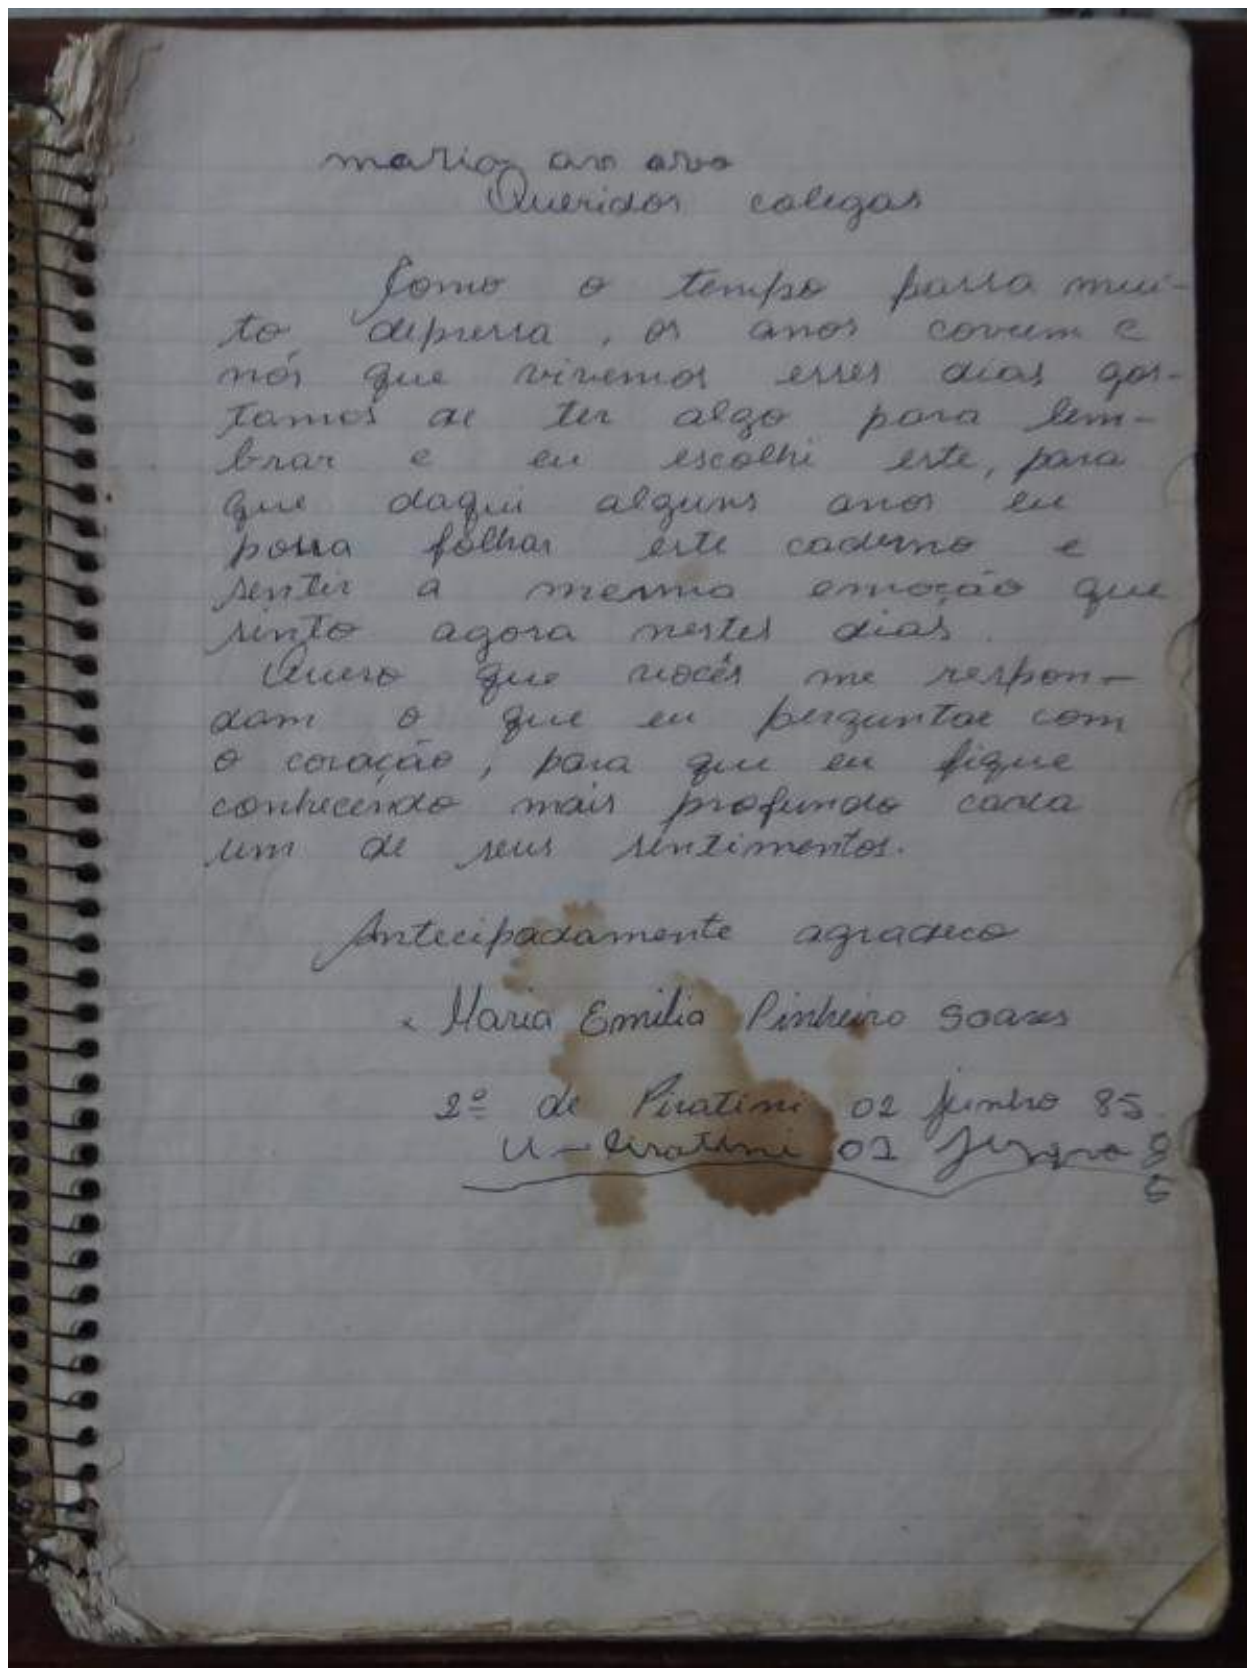 maria
Queridos colegas
Como o tempo passa mui-
to depressa, os anos correm e
nós que vivemos esses dias gos-
tamos de ter algo para lem-
brar e eu escolhi este, para
que daqui alguns anos eu
possa folhar este caderno e
sentir a mesma emoção que
sinto agora nestes dias.
Quero que vocês me respon-
dam o que eu perguntar com
o coração, para que eu fique
conhecendo mais profundo cada
um de seus sentimentos.
Antecipadamente agradeco
Maria Emilia Pinheiro Soares
2º de Piratini 02 junho 85
02